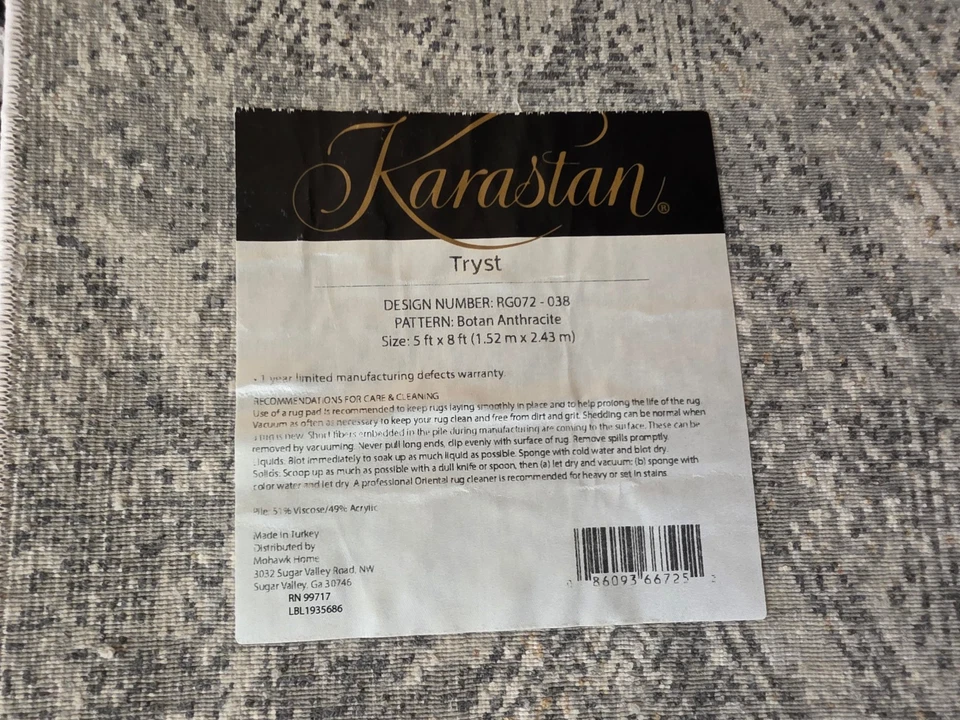 Karastan®
Tryst
DESIGN NUMBER: RG072 - 038
PATTERN: Botan Anthracite
Size: 5 ft x 8 ft (1.52 m x 2.43 m)
• 1 year limited manufacturing defects warranty.
RECOMMENDATIONS FOR CARE & CLEANING
Use of a rug pad is recommended to keep rugs laying smoothly in place and to help prolong the life of the rug.
Vacuum as often as necessary to keep your rug clean and free from dirt and grit. Shedding can be normal when
a rug is new. Short fibers embedded in the pile during manufacturing are coming to the surface. These can be
removed by vacuuming. Never pull long ends, clip evenly with surface of rug. Remove spills promptly.
Liquids: Blot immediately to soak up as much liquid as possible. Sponge with cold water and blot dry.
Solids: Scoop up as much as possible with a dull knife or spoon, then (a) let dry and vacuum; (b) sponge with
color water and let dry. A professional Oriental rug cleaner is recommended for heavy or set in stains.
Pile: 51% Viscose/49% Acrylic
Made in Turkey
Distributed by
Mohawk Home
3032 Sugar Valley Road, NW
Sugar Valley, Ga 30746
RN 99717
LBL1935686
86093 66725